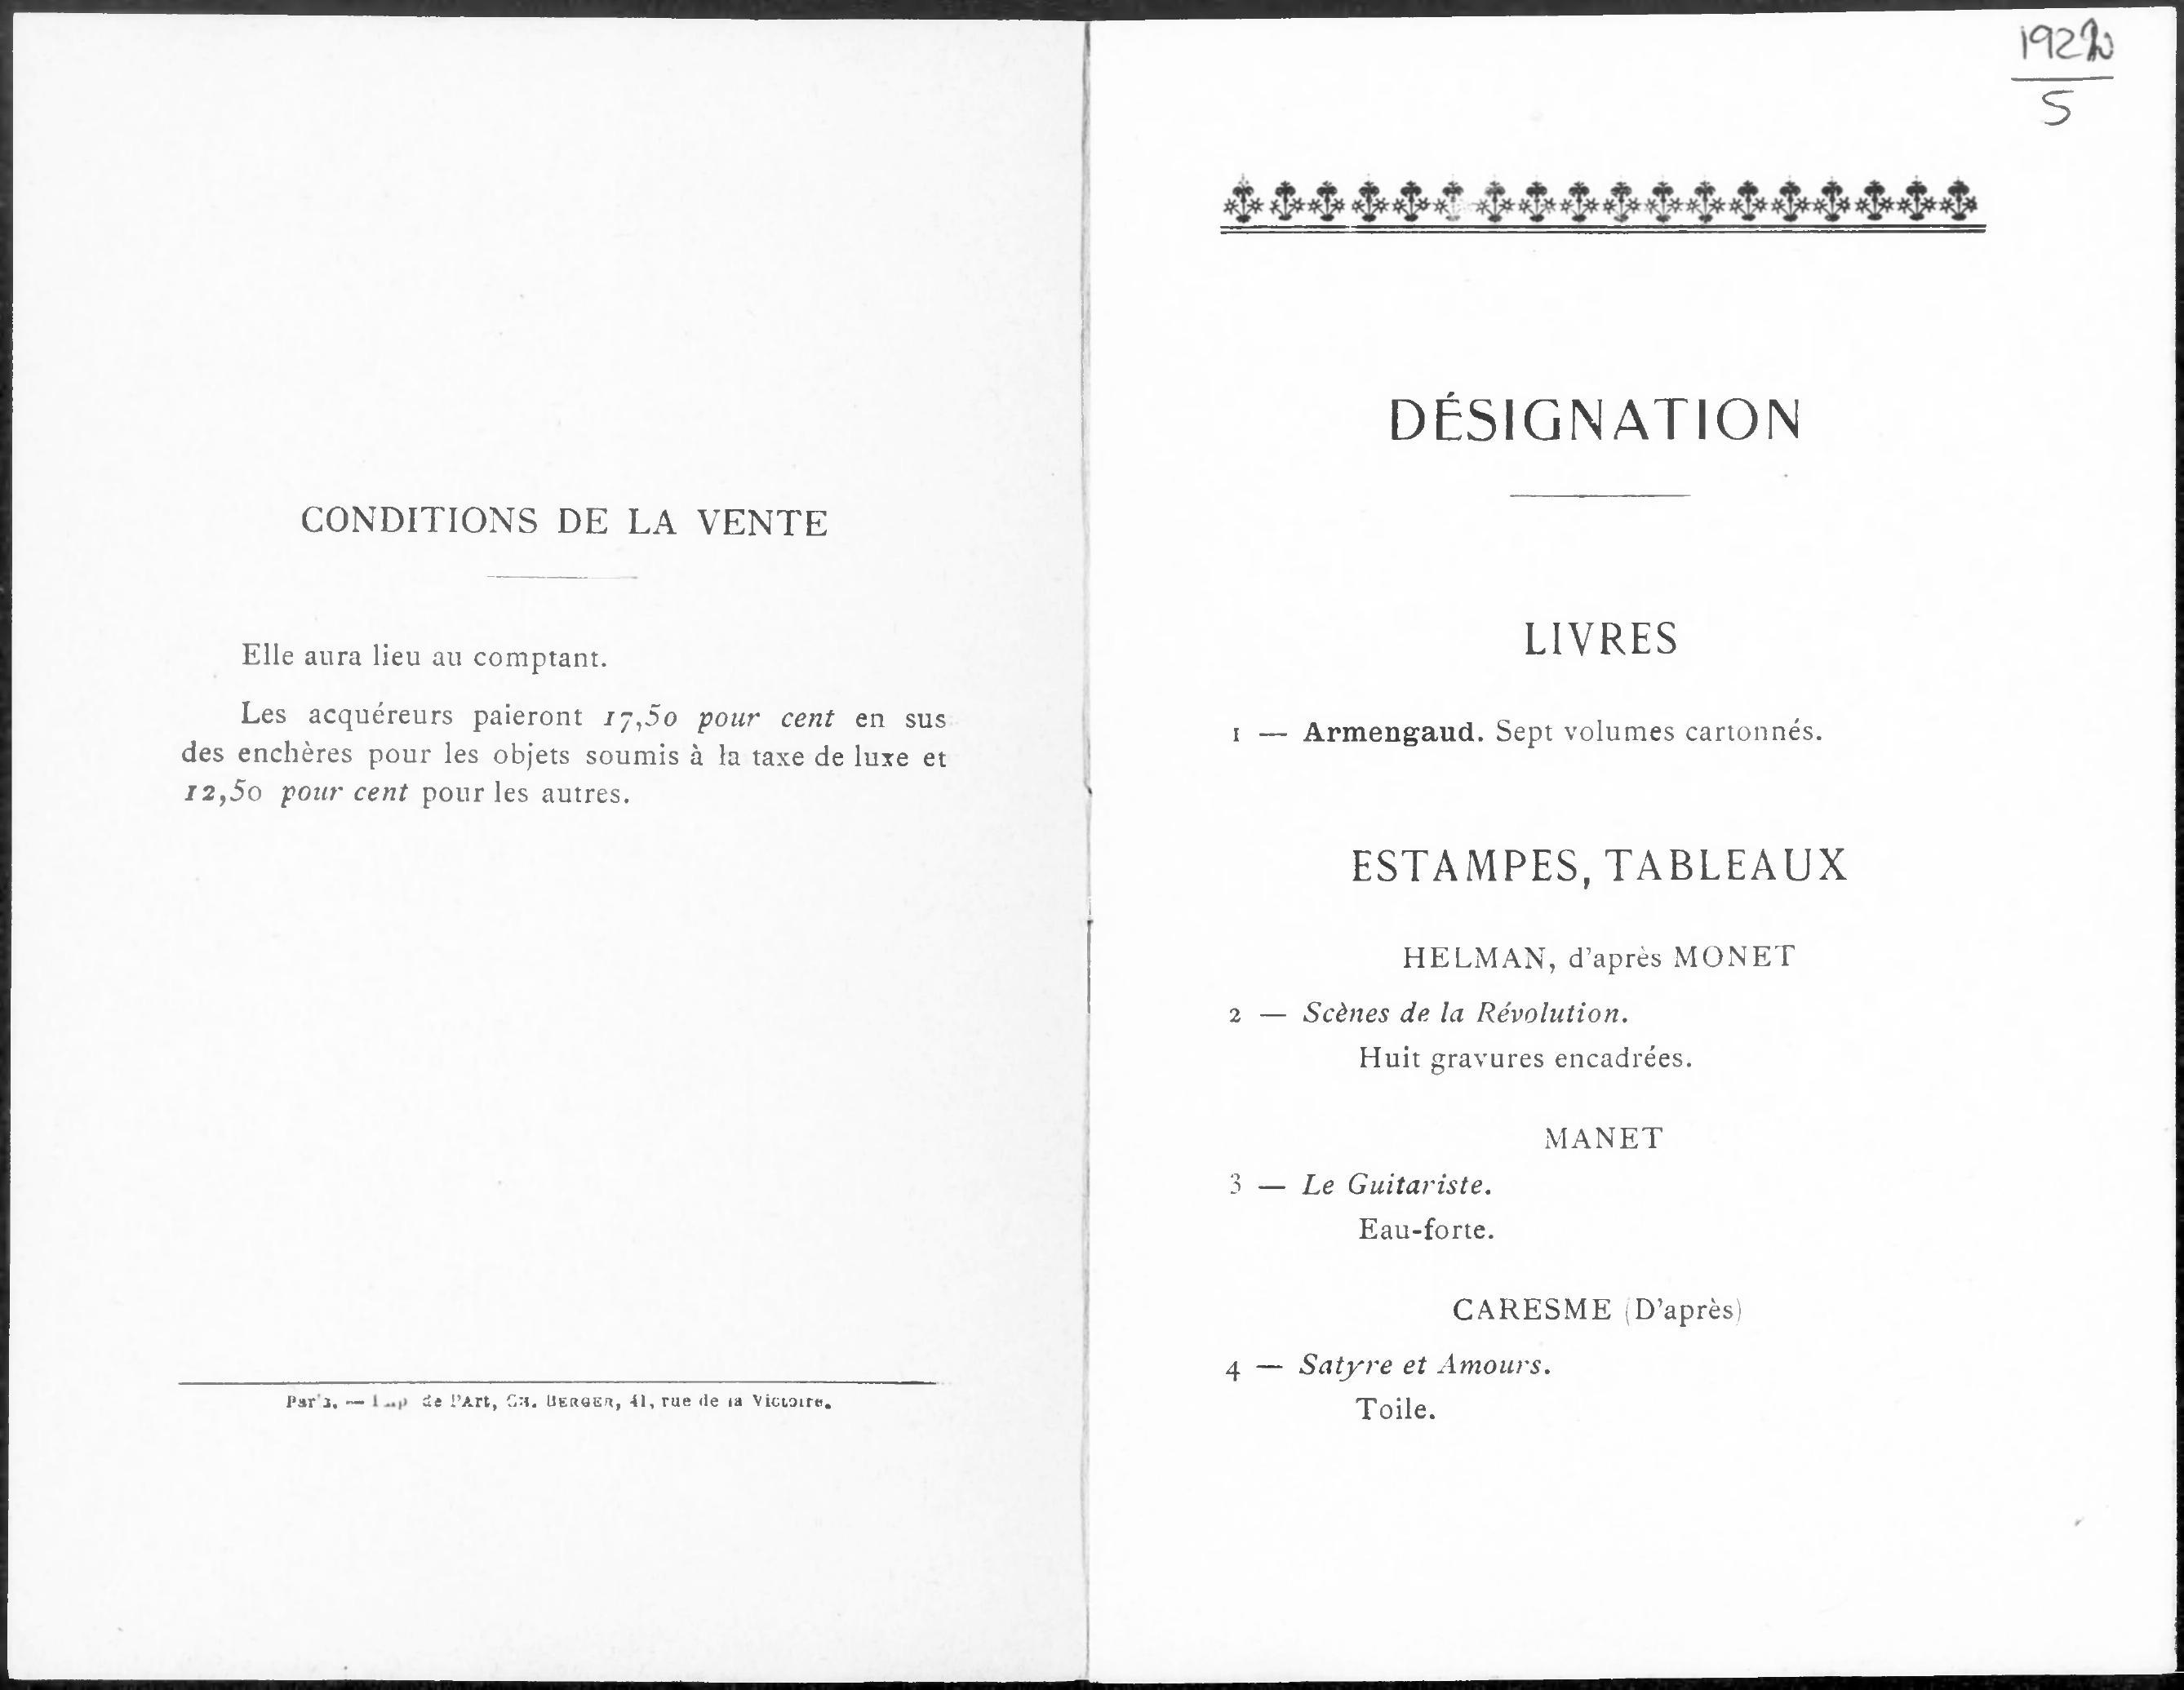 CONDITIONS DE LA VENTE
Elle aura lieu au comptant.
Les acquéreurs paieront 17,50 pour cent en sus
des enchères pour les objets soumis à la taxe de luxe et
12,50 pour cent pour les autres.
Paris. — Imp de l'Art, CH. BERGER, 41, rue de la Victoire.
5
DÉSIGNATION
LIVRES
1 — Armengaud. Sept volumes cartonnés.
ESTAMPES, TABLEAUX
HELMAN, d'après MONET
2 — Scènes de la Révolution.
Huit gravures encadrées.
MANET
3 — Le Guitariste.
Eau-forte.
CARESME (D'après)
4 — Satyre et Amours.
Toile.